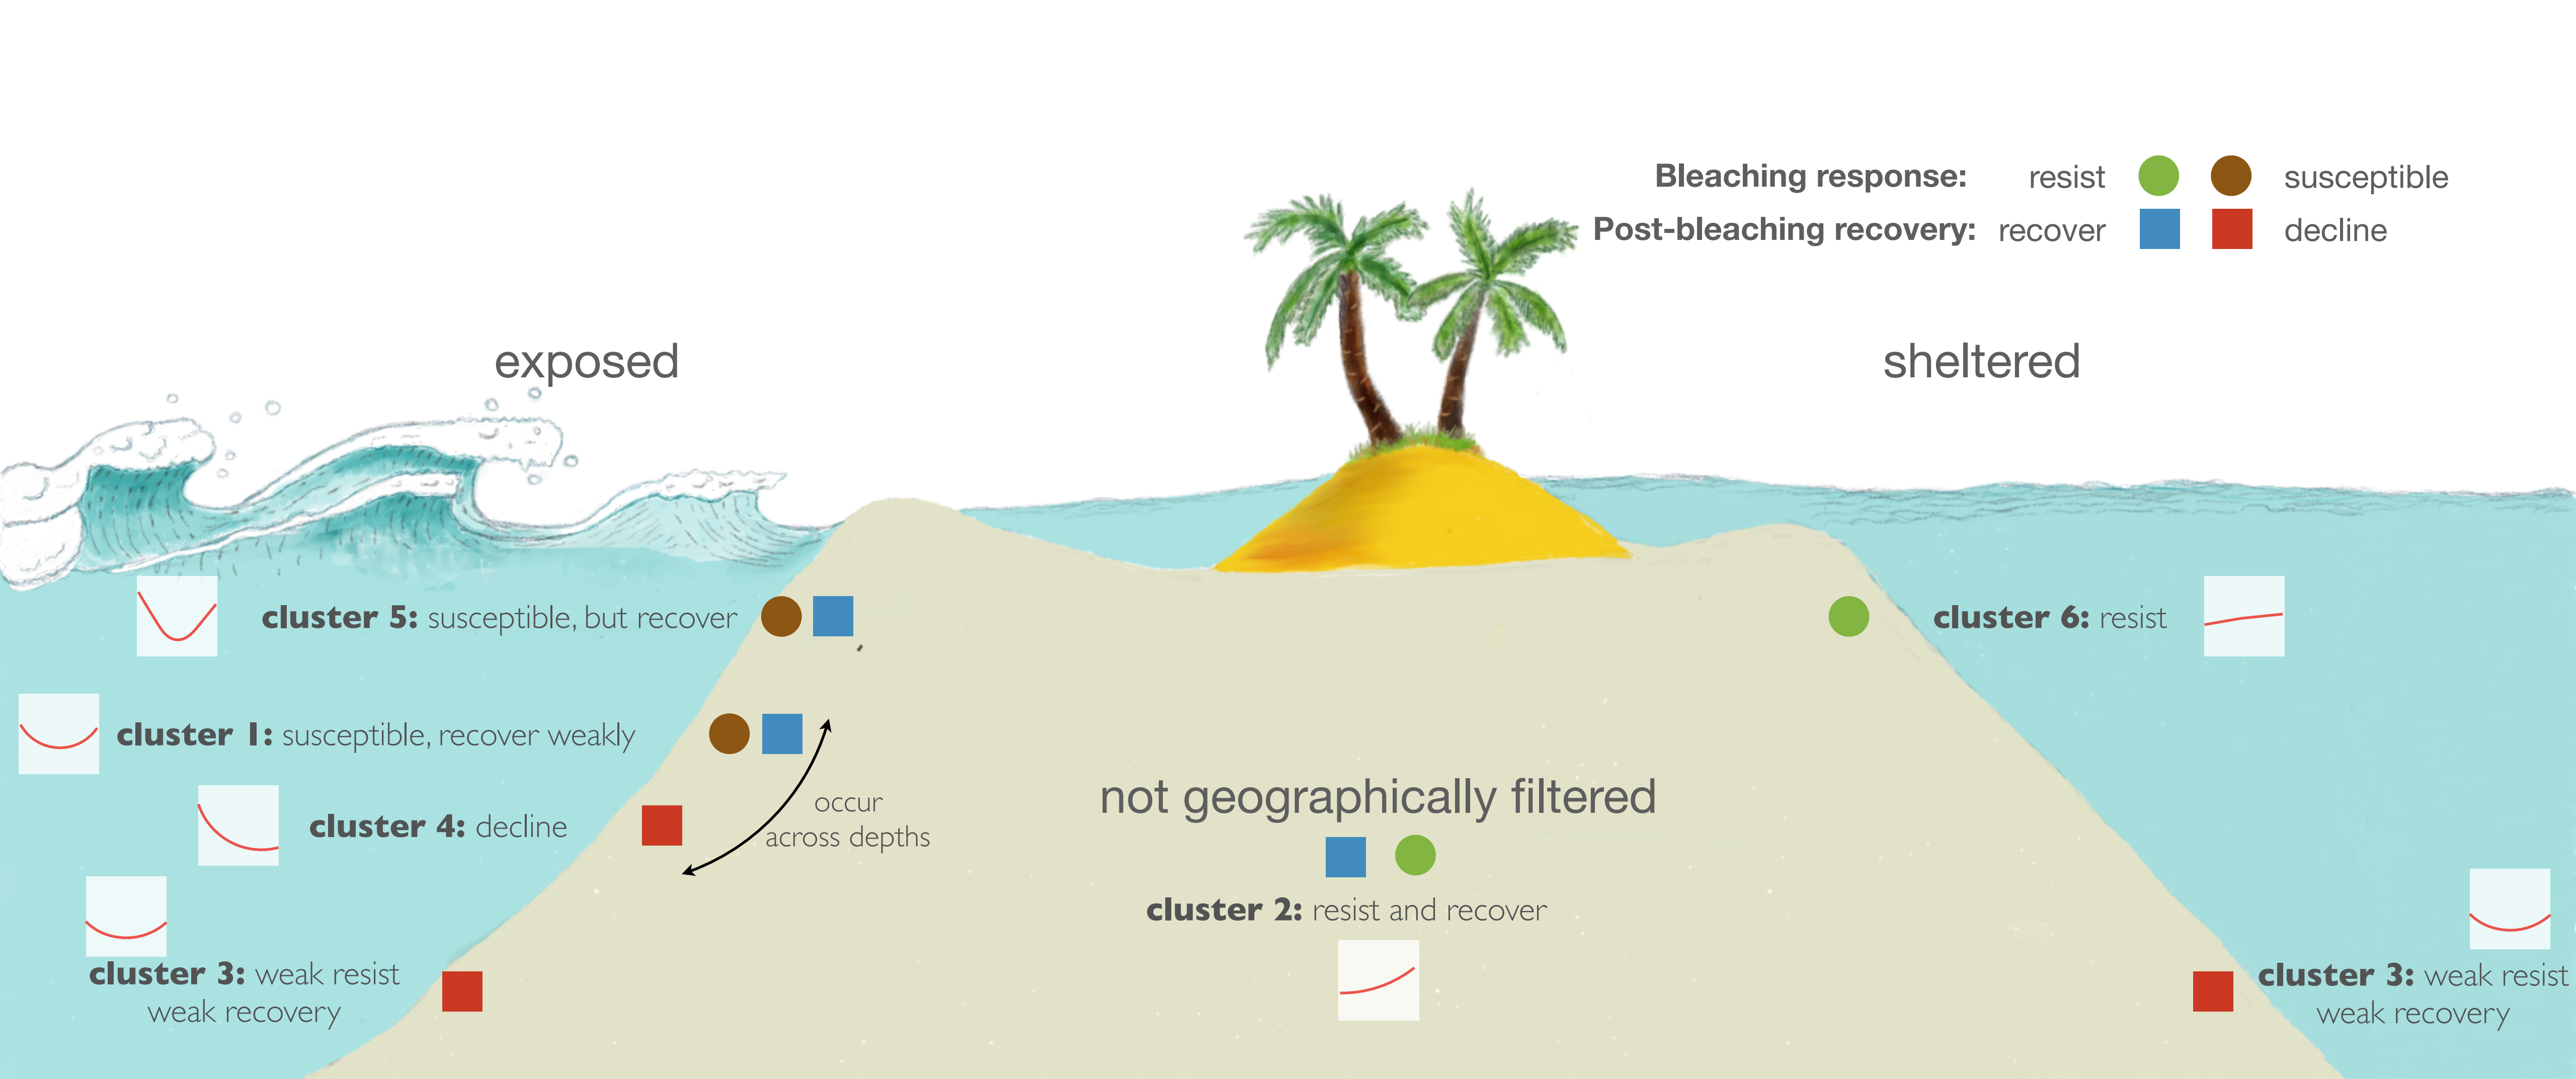 Bleaching response: resist susceptible
Post-bleaching recovery: recover decline
exposed
sheltered
cluster 5: susceptible, but recover
cluster 6: resist
cluster 1: susceptible, recover weakly
occur
across depths
cluster 4: decline
not geographically filtered
cluster 2: resist and recover
cluster 3: weak resist
weak recovery
cluster 3: weak resist
weak recovery